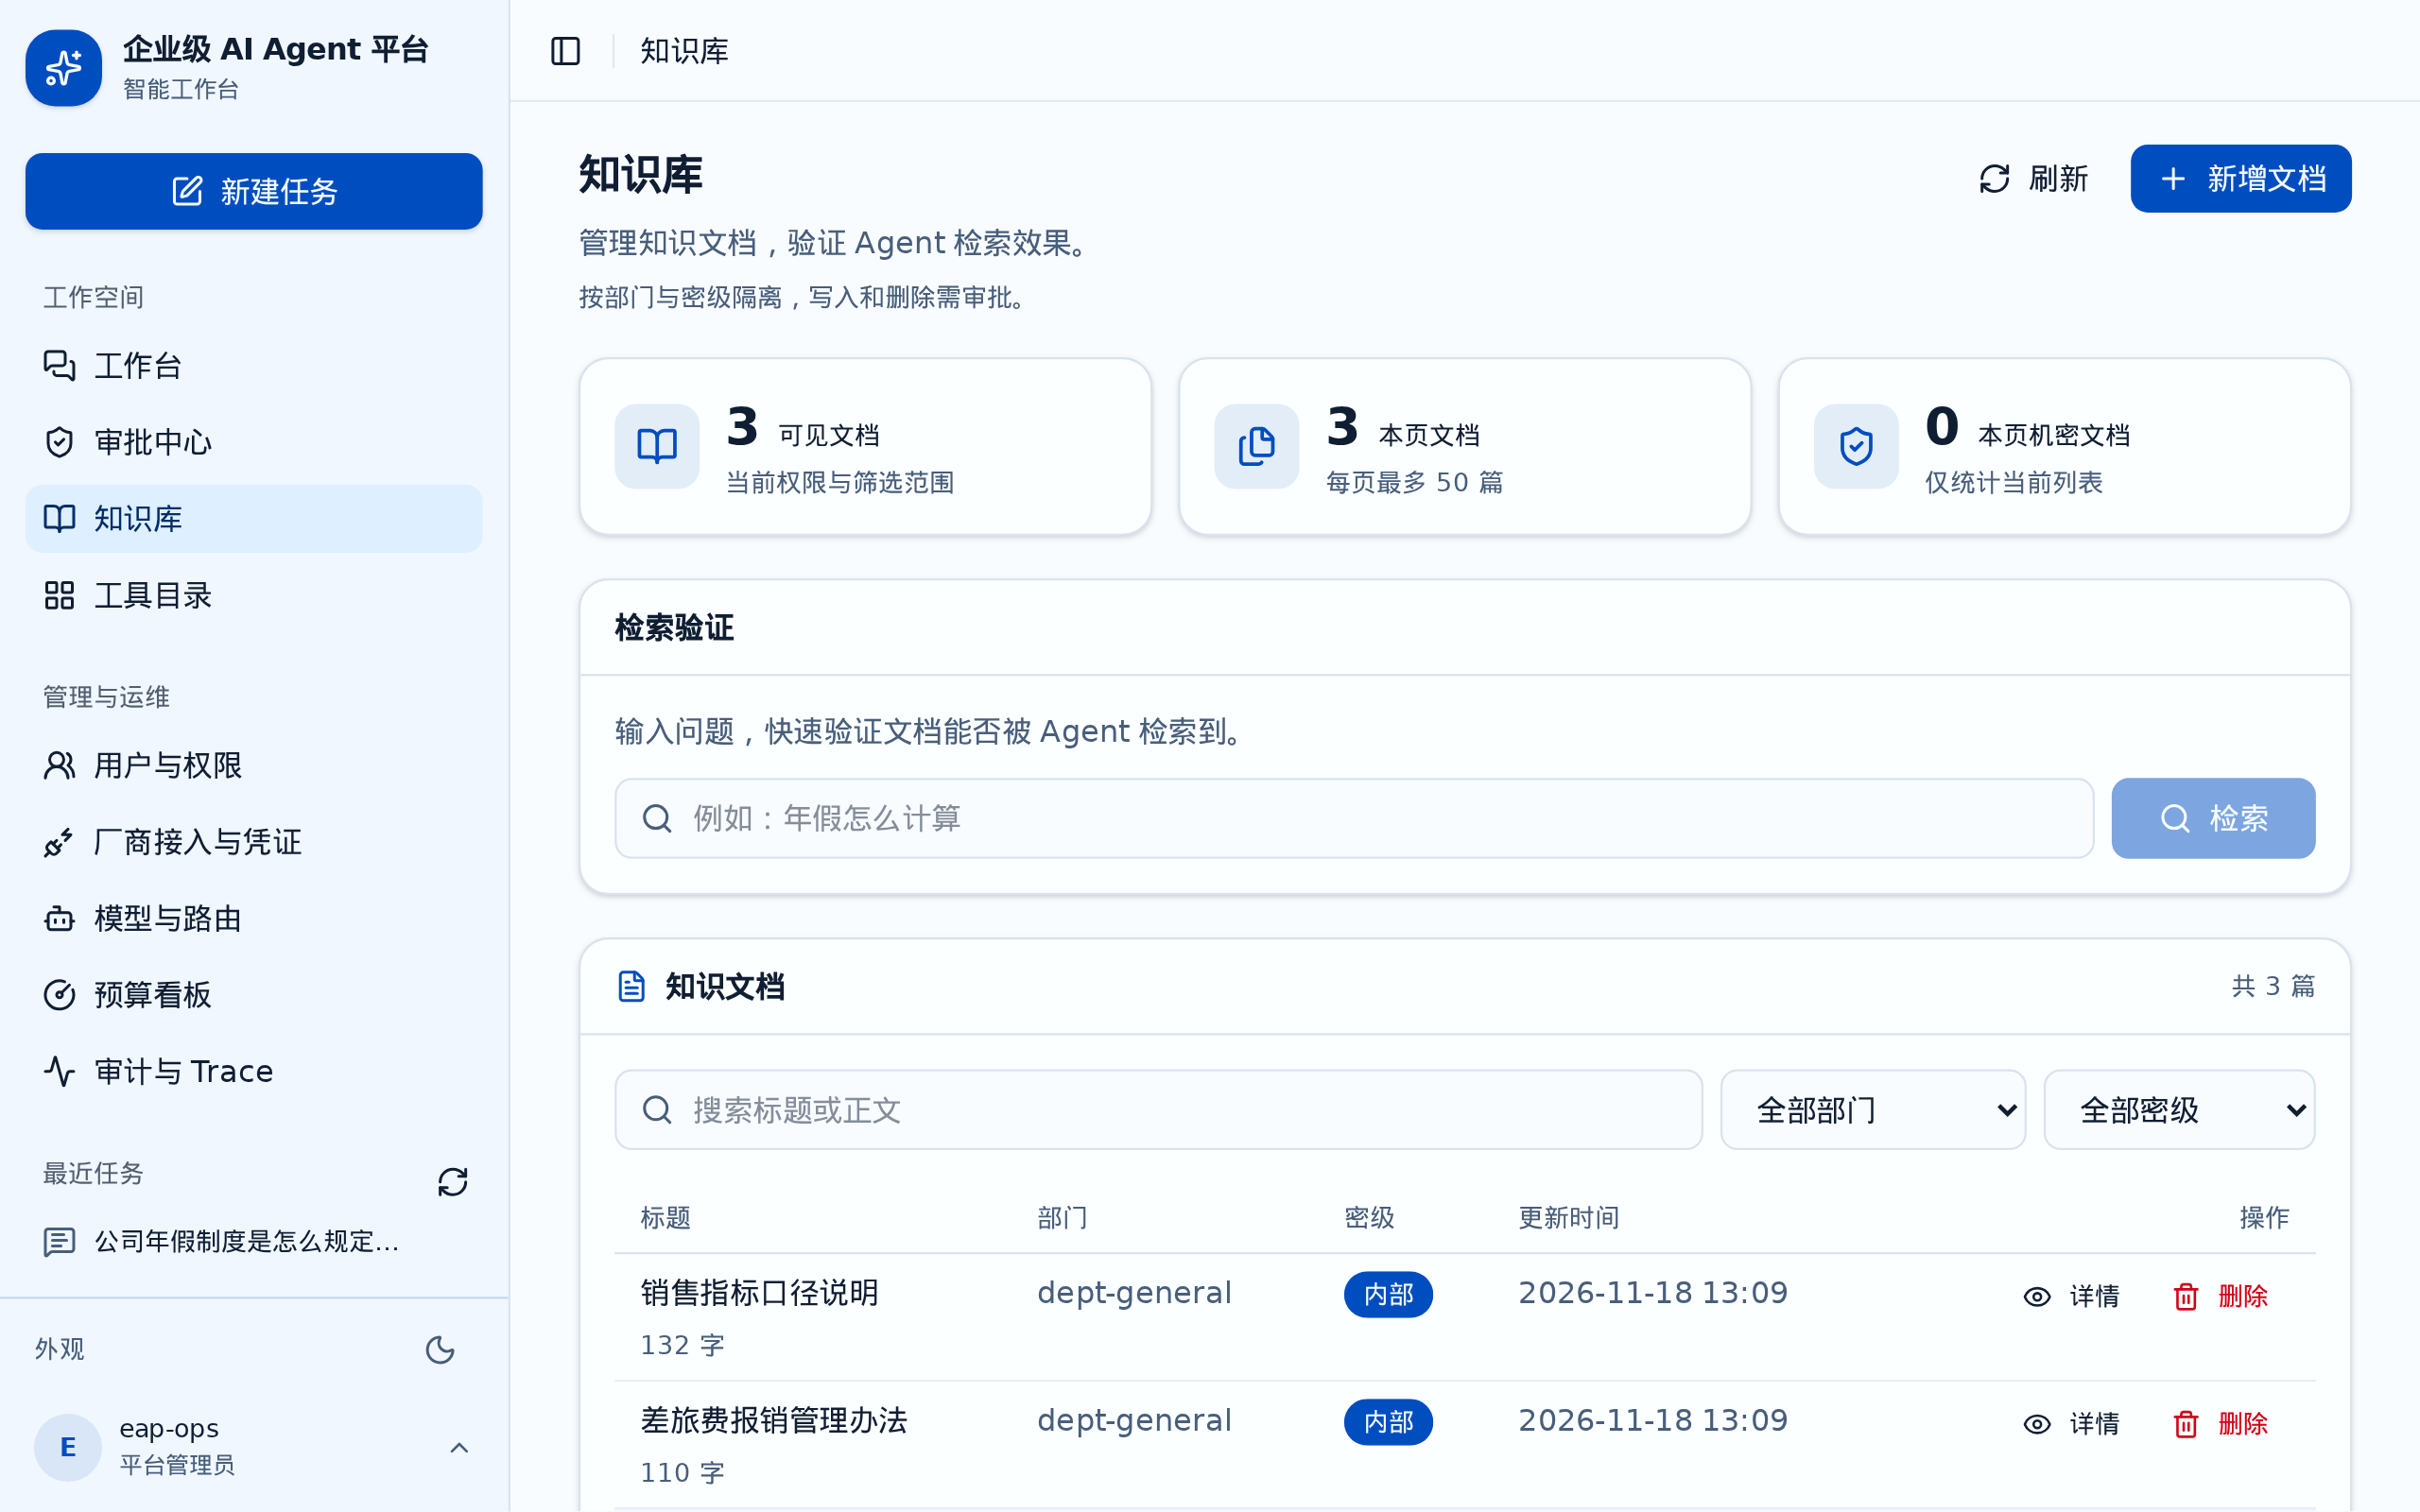 企业级 AI Agent 平台
智能工作台
新建任务
工作空间
工作台
审批中心
知识库
工具目录
管理与运维
用户与权限
厂商接入与凭证
模型与路由
预算看板
审计与 Trace
最近任务
公司年假制度是怎么规定...
外观
E
eap-ops
平台管理员
知识库
知识库
刷新
新增文档
管理知识文档，验证 Agent 检索效果。
按部门与密级隔离，写入和删除需审批。
3 可见文档
当前权限与筛选范围
3 本页文档
每页最多 50 篇
0 本页机密文档
仅统计当前列表
检索验证
输入问题，快速验证文档能否被 Agent 检索到。
例如：年假怎么计算
检索
知识文档
共 3 篇
搜索标题或正文
全部部门
全部密级
标题 部门 密级 更新时间 操作
销售指标口径说明 dept-general 内部 2026-11-18 13:09 详情 删除
132 字
差旅费报销管理办法 dept-general 内部 2026-11-18 13:09 详情 删除
110 字